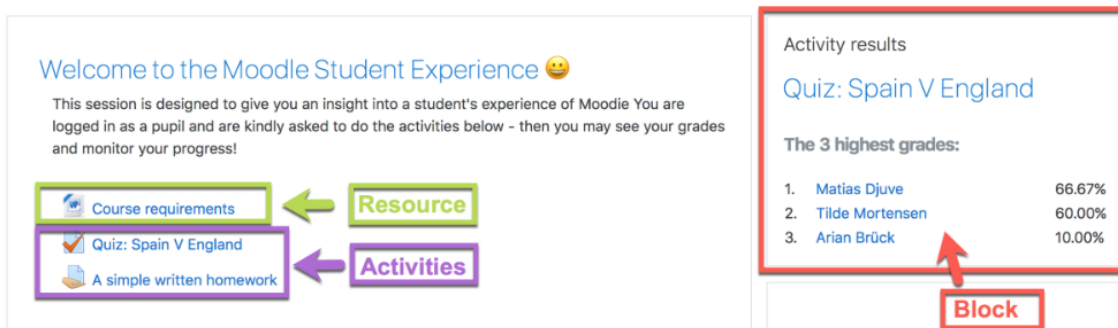 Welcome to the Moodle Student Experience 😀
This session is designed to give you an insight into a student's experience of Moodie You are
logged in as a pupil and are kindly asked to do the activities below - then you may see your grades
and monitor your progress!
Course requirements
Resource
Quiz: Spain V England
A simple written homework
Activities
Activity results
Quiz: Spain V England
The 3 highest grades:
1. Matias Djuve 66.67%
2. Tilde Mortensen 60.00%
3. Arian Brück 10.00%
Block